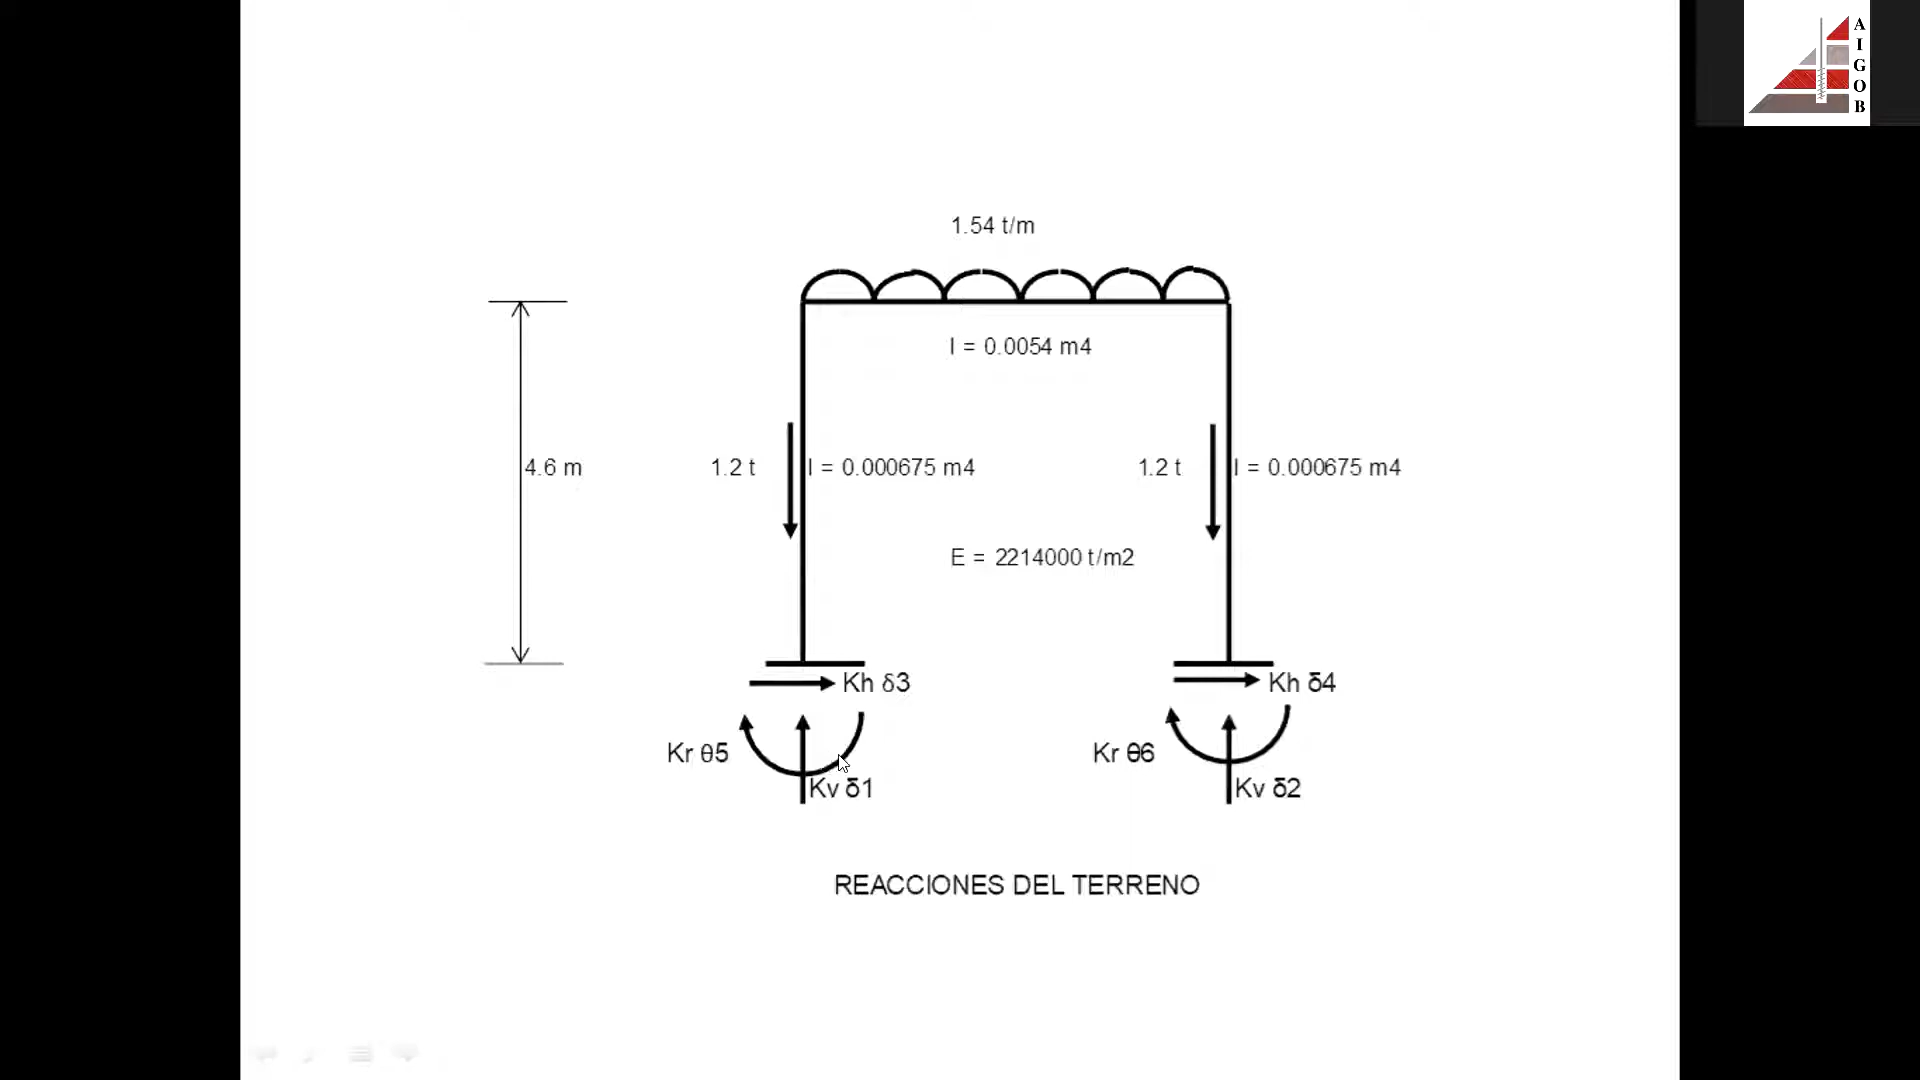 AIGOB
1.54 t/m
I = 0.0054 m4
4.6 m
1.2 t
I = 0.000675 m4
1.2 t
I = 0.000675 m4
E = 2214000 t/m2
Kh δ3
Kh δ4
Kr θ5
Kr θ6
Kv δ1
Kv δ2
REACCIONES DEL TERRENO